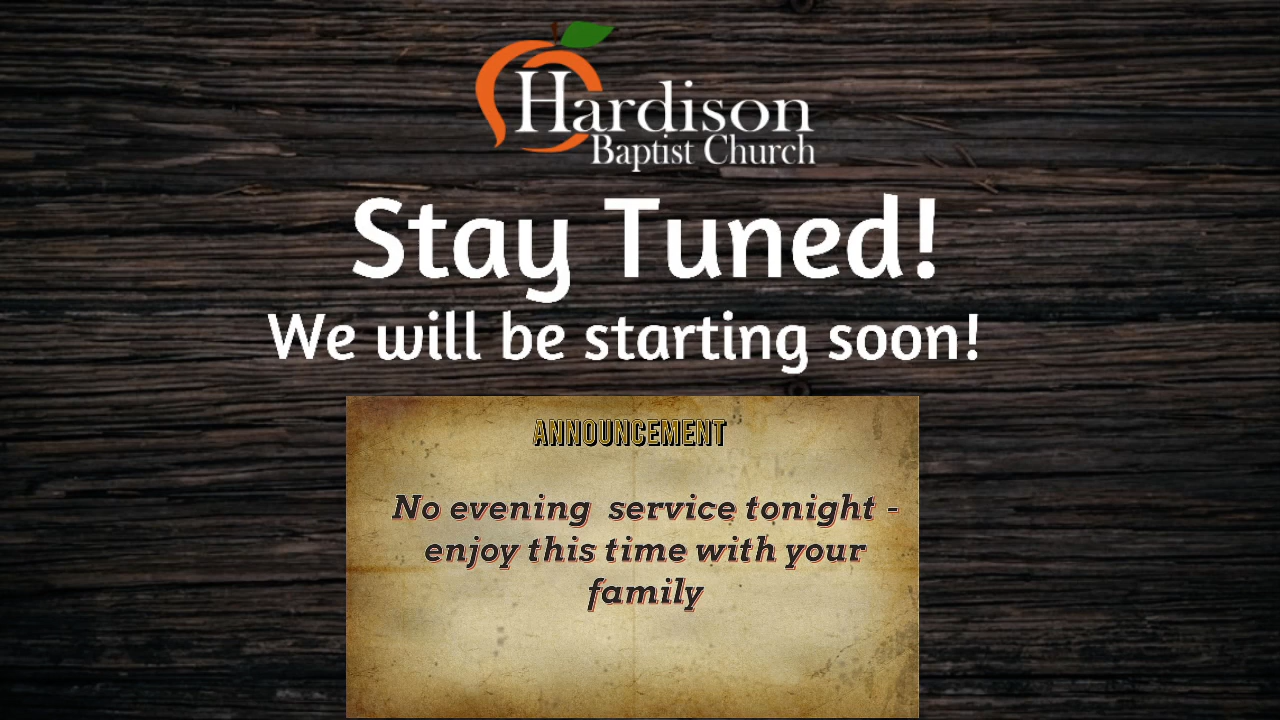 Hardison
Baptist Church
Stay Tuned!
We will be starting soon!
ANNOUNCEMENT
No evening service tonight -
enjoy this time with your
family